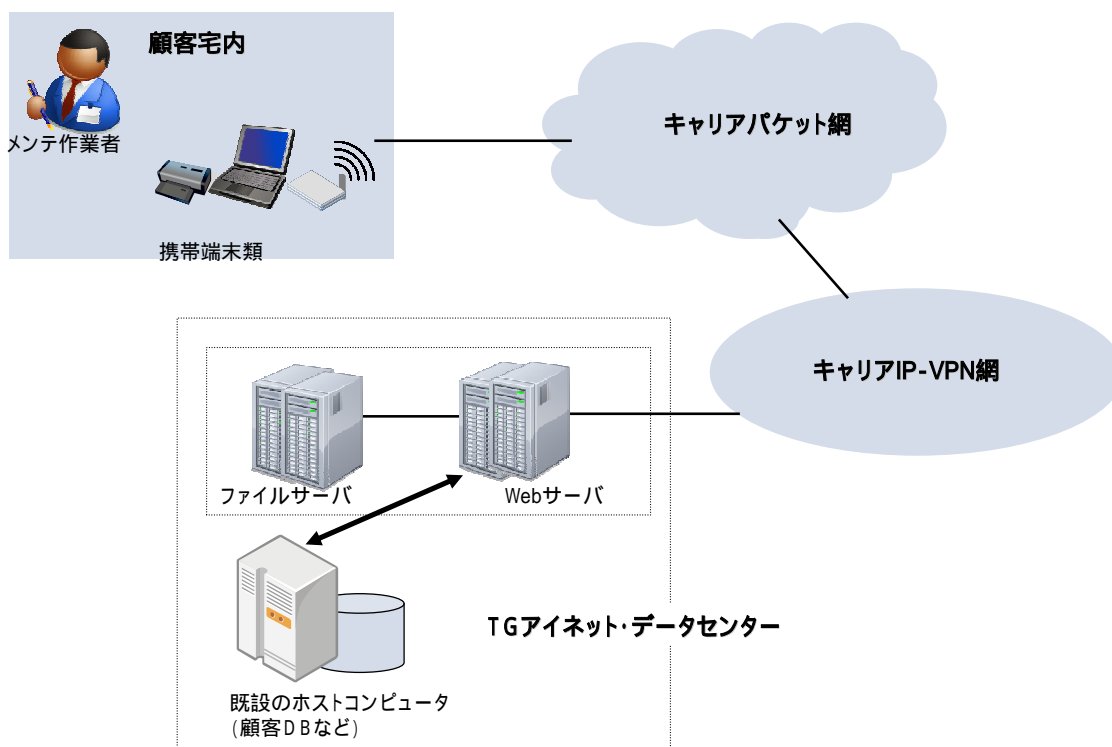 顧客宅内
メンテ作業者
携帯端末類
キャリアパケット網
キャリアIP-VPN網
ファイルサーバ
Webサーバ
TGアイネット・データセンター
既設のホストコンピュータ
(顧客DBなど)